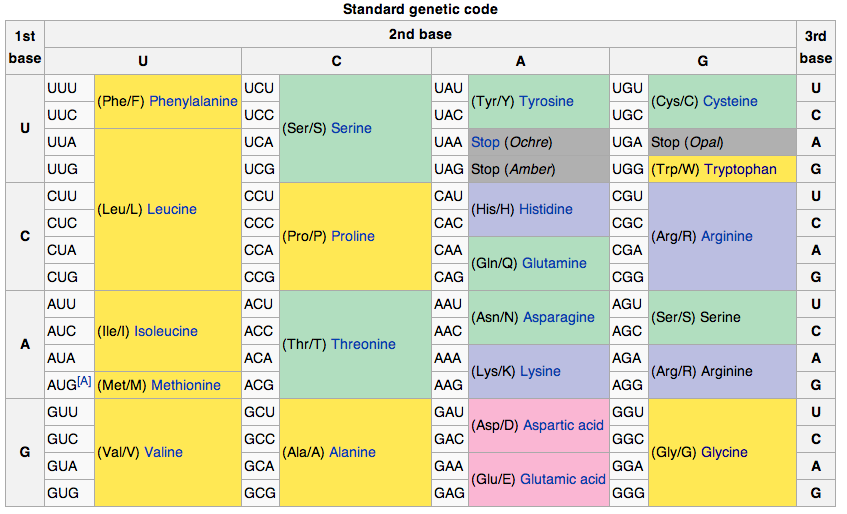 Standard genetic code
1st base 2nd base 3rd base
U C A G
U UUU (Phe/F) Phenylalanine UCU (Ser/S) Serine UAU (Tyr/Y) Tyrosine UGU (Cys/C) Cysteine U
UUC UCC UAC UGC C
UUA (Leu/L) Leucine UCA UAA Stop (Ochre) UGA Stop (Opal) A
UUG UCG UAG Stop (Amber) UGG (Trp/W) Tryptophan G
C CUU CCU (Pro/P) Proline CAU (His/H) Histidine CGU (Arg/R) Arginine U
CUC CCC CAC CGC C
CUA CCA CAA (Gln/Q) Glutamine CGA A
CUG CCG CAG CGG G
A AUU (Ile/I) Isoleucine ACU (Thr/T) Threonine AAU (Asn/N) Asparagine AGU (Ser/S) Serine U
AUC ACC AAC AGC C
AUA ACA AAA (Lys/K) Lysine AGA (Arg/R) Arginine A
AUG[A] (Met/M) Methionine ACG AAG AGG G
G GUU (Val/V) Valine GCU (Ala/A) Alanine GAU (Asp/D) Aspartic acid GGU (Gly/G) Glycine U
GUC GCC GAC GGC C
GUA GCA GAA (Glu/E) Glutamic acid GGA A
GUG GCG GAG GGG G